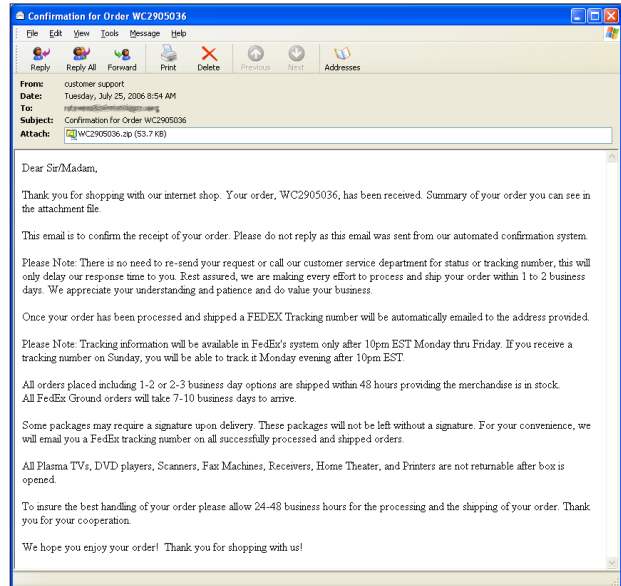 Confirmation for Order WC2905036
File Edit View Tools Message Help
Reply Reply All Forward Print Delete Previous Next Addresses
From: customer support
Date: Tuesday, July 25, 2006 8:54 AM
To:
Subject: Confirmation for Order WC2905036
Attach: WC2905036.zip (53.7 KB)
Dear Sir/Madam,
Thank you for shopping with our internet shop. Your order, WC2905036, has been received. Summary of your order you can see in
the attachment file.
This email is to confirm the receipt of your order. Please do not reply as this email was sent from our automated confirmation system.
Please Note: There is no need to re-send your request or call our customer service department for status or tracking number, this will
only delay our response time to you. Rest assured, we are making every effort to process and ship your order within 1 to 2 business
days. We appreciate your understanding and patience and do value your business.
Once your order has been processed and shipped a FEDEX Tracking number will be automatically emailed to the address provided.
Please Note: Tracking information will be available in FedEx's system only after 10pm EST Monday thru Friday. If you receive a
tracking number on Sunday, you will be able to track it Monday evening after 10pm EST.
All orders placed including 1-2 or 2-3 business day options are shipped within 48 hours providing the merchandise is in stock.
All FedEx Ground orders will take 7-10 business days to arrive.
Some packages may require a signature upon delivery. These packages will not be left without a signature. For your convenience, we
will email you a FedEx tracking number on all successfully processed and shipped orders.
All Plasma TVs, DVD players, Scanners, Fax Machines, Receivers, Home Theater, and Printers are not returnable after box is
opened.
To insure the best handling of your order please allow 24-48 business hours for the processing and the shipping of your order. Thank
you for your cooperation.
We hope you enjoy your order! Thank you for shopping with us!